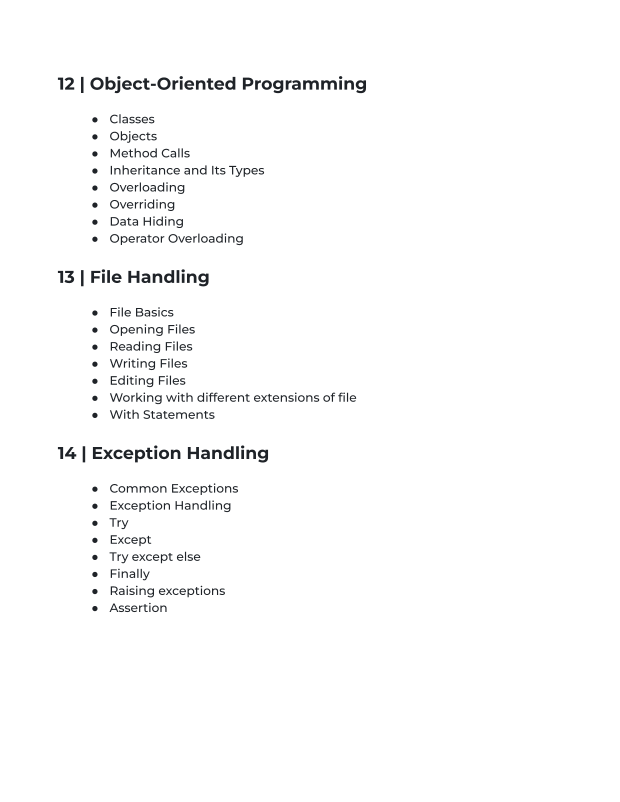 12 | Object-Oriented Programming
● Classes
● Objects
● Method Calls
● Inheritance and Its Types
● Overloading
● Overriding
● Data Hiding
● Operator Overloading
13 | File Handling
● File Basics
● Opening Files
● Reading Files
● Writing Files
● Editing Files
● Working with different extensions of file
● With Statements
14 | Exception Handling
● Common Exceptions
● Exception Handling
● Try
● Except
● Try except else
● Finally
● Raising exceptions
● Assertion